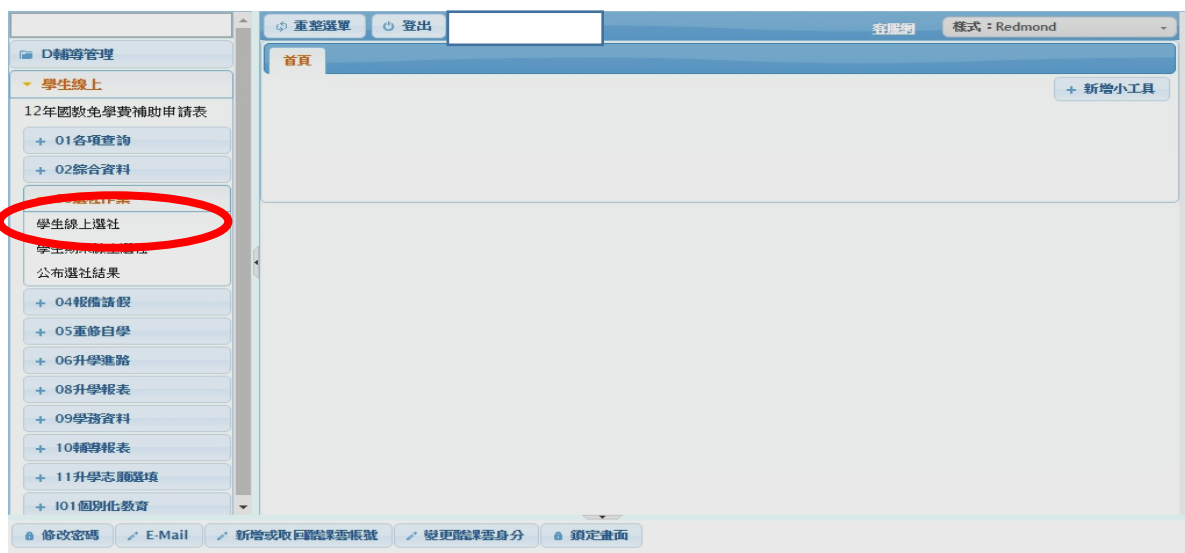 重整選單 登出 客服網 樣式：Redmond
首頁
新增小工具
D輔導管理
學生線上
12年國教免學費補助申請表
01各項查詢
02綜合資料
學生線上選社
公布選社結果
04報備請假
05重修自學
06升學進路
08升學報表
09學務資料
10輔導報表
11升學志願選填
I01個別化教育
修改密碼 E-Mail 新增或取回酷課雲帳號 變更酷課雲身分 鎖定畫面